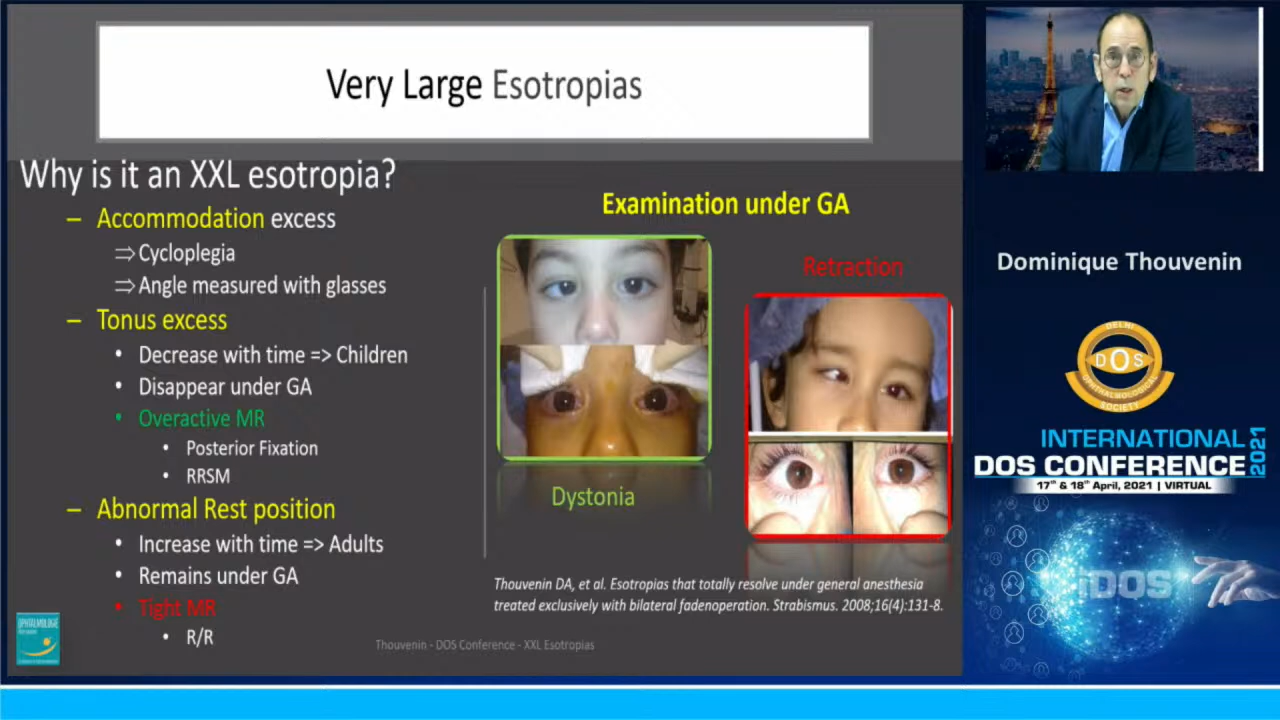 Very Large Esotropias
Why is it an XXL esotropia?
– Accommodation excess
⇒ Cycloplegia
⇒ Angle measured with glasses
– Tonus excess
• Decrease with time => Children
• Disappear under GA
• Overactive MR
• Posterior Fixation
• RRSM
– Abnormal Rest position
• Increase with time => Adults
• Remains under GA
• Tight MR
• R/R
Examination under GA
Retraction
Dystonia
Thouvenin DA, et al. Esotropias that totally resolve under general anesthesia
treated exclusively with bilateral fadenoperation. Strabismus. 2008;16(4):131-8.
OPHTALMOLOGIE
Thouvenin - DOS Conference - XXL Esotropias
Dominique Thouvenin
DELHI
DOS
OPHTHALMOLOGICAL
SOCIETY
INTERNATIONAL
DOS CONFERENCE
2021
17th & 18th April, 2021 | VIRTUAL
iDOS